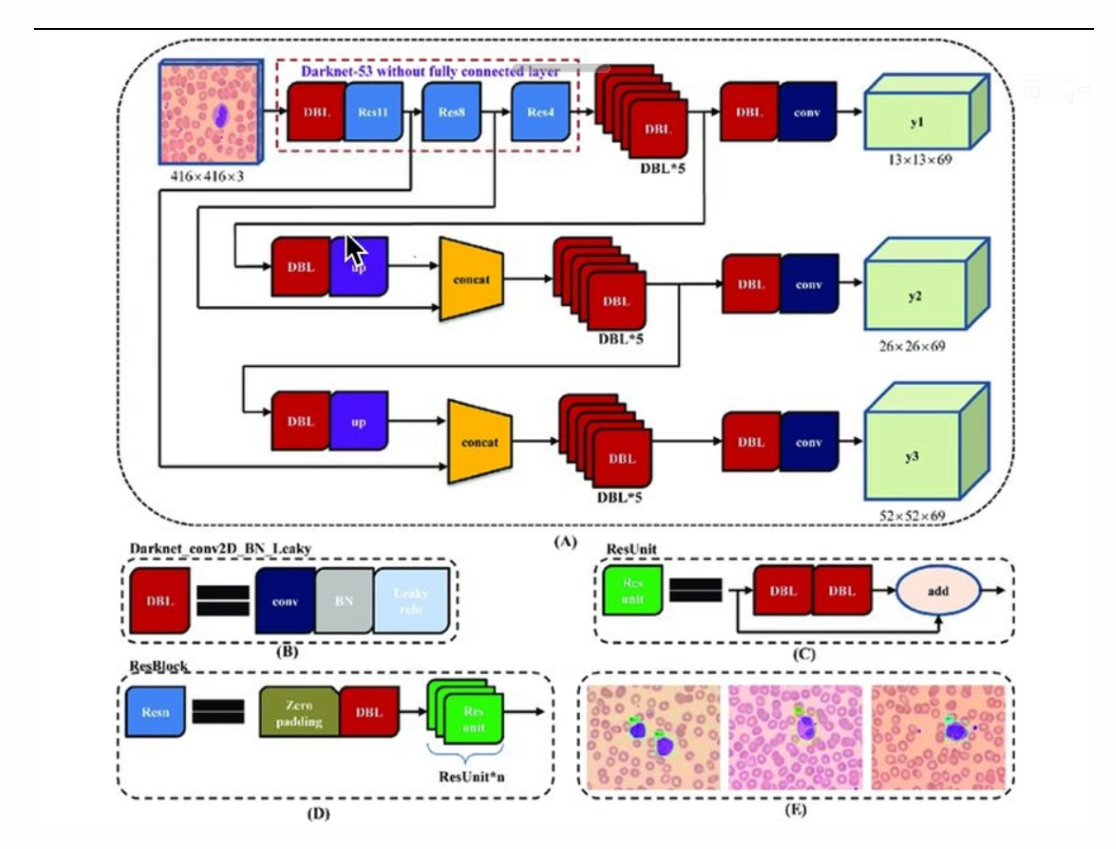 Darknet-53 without fully connected layer
DBL
Res11
Res8
Res4
DBL
DBL
conv
y1
416×416×3
DBL*5
13×13×69
DBL
up
concat
DBL
DBL
conv
y2
DBL*5
26×26×69
DBL
up
concat
DBL
DBL
conv
y3
DBL*5
52×52×69
(A)
Darknet_conv2D_BN_Leaky
DBL
conv
BN
Leaky
relu
(B)
ResUnit
Res
unit
DBL
DBL
add
(C)
ResBlock
Resn
Zero
padding
DBL
Res
unit
ResUnit*n
(D)
(E)